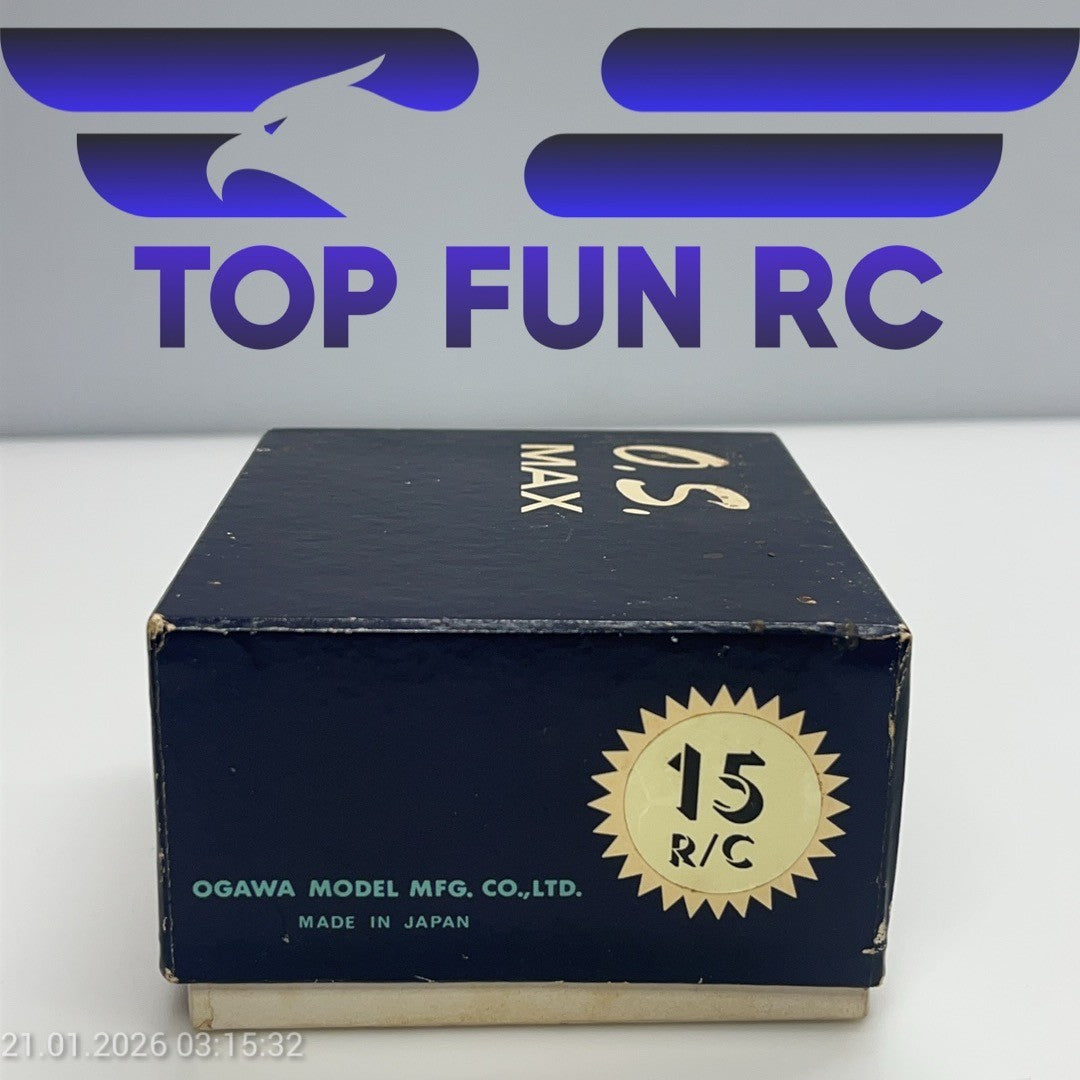 TOP FUN RC
O.S.
MAX
15
R/C
OGAWA MODEL MFG. CO.,LTD.
MADE IN JAPAN
21.01.2026 03:15:32